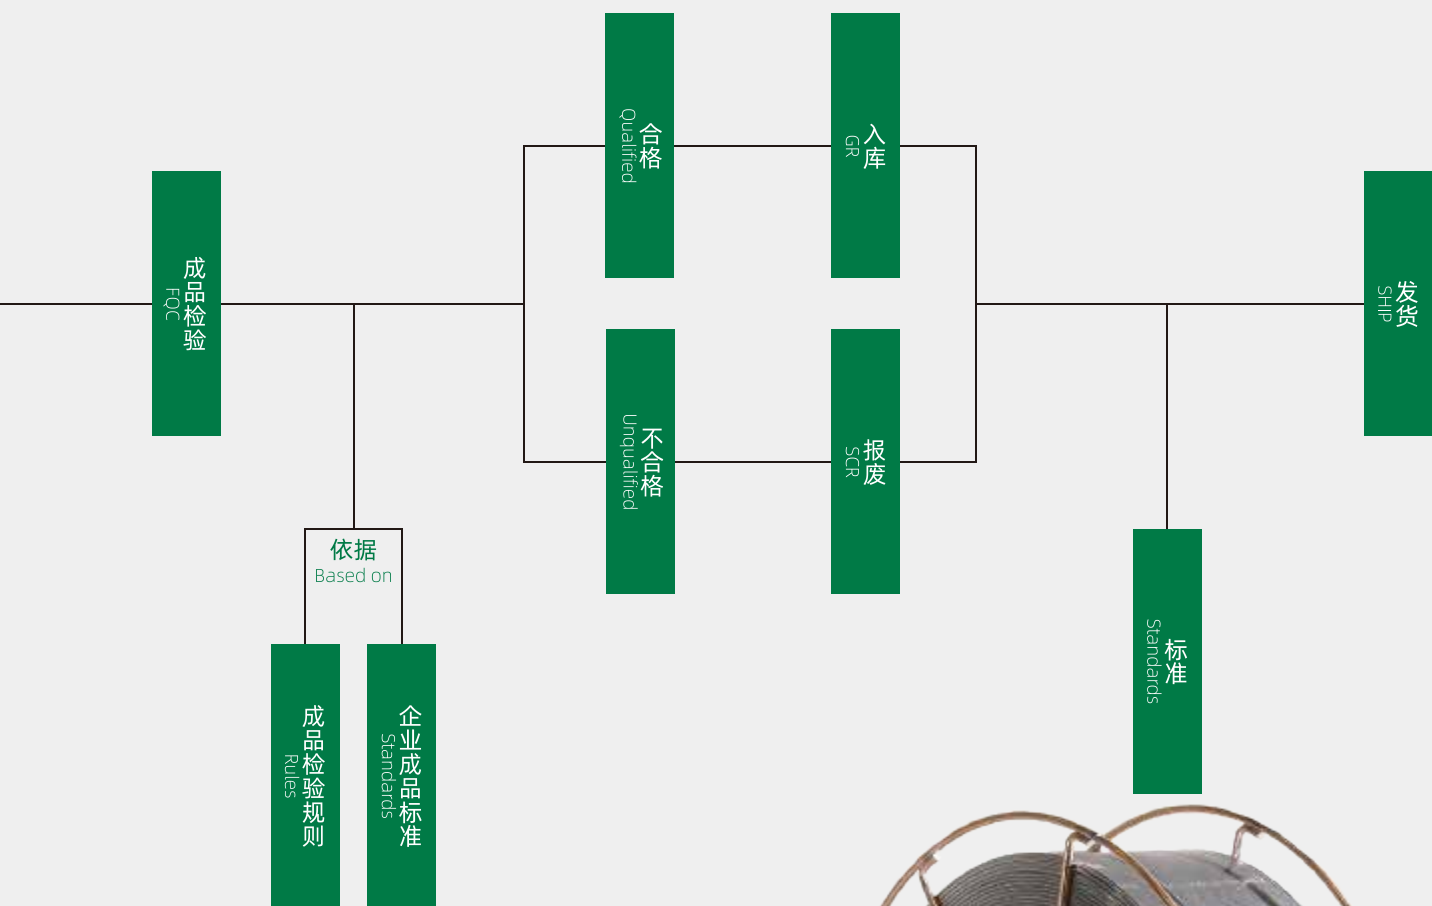 成品检验
FQC
依据
Based on
成品检验规则
Rules
企业成品标准
Standards
合格
Qualified
不合格
Unqualified
入库
GR
报废
SCR
标准
Standards
发货
SHIP